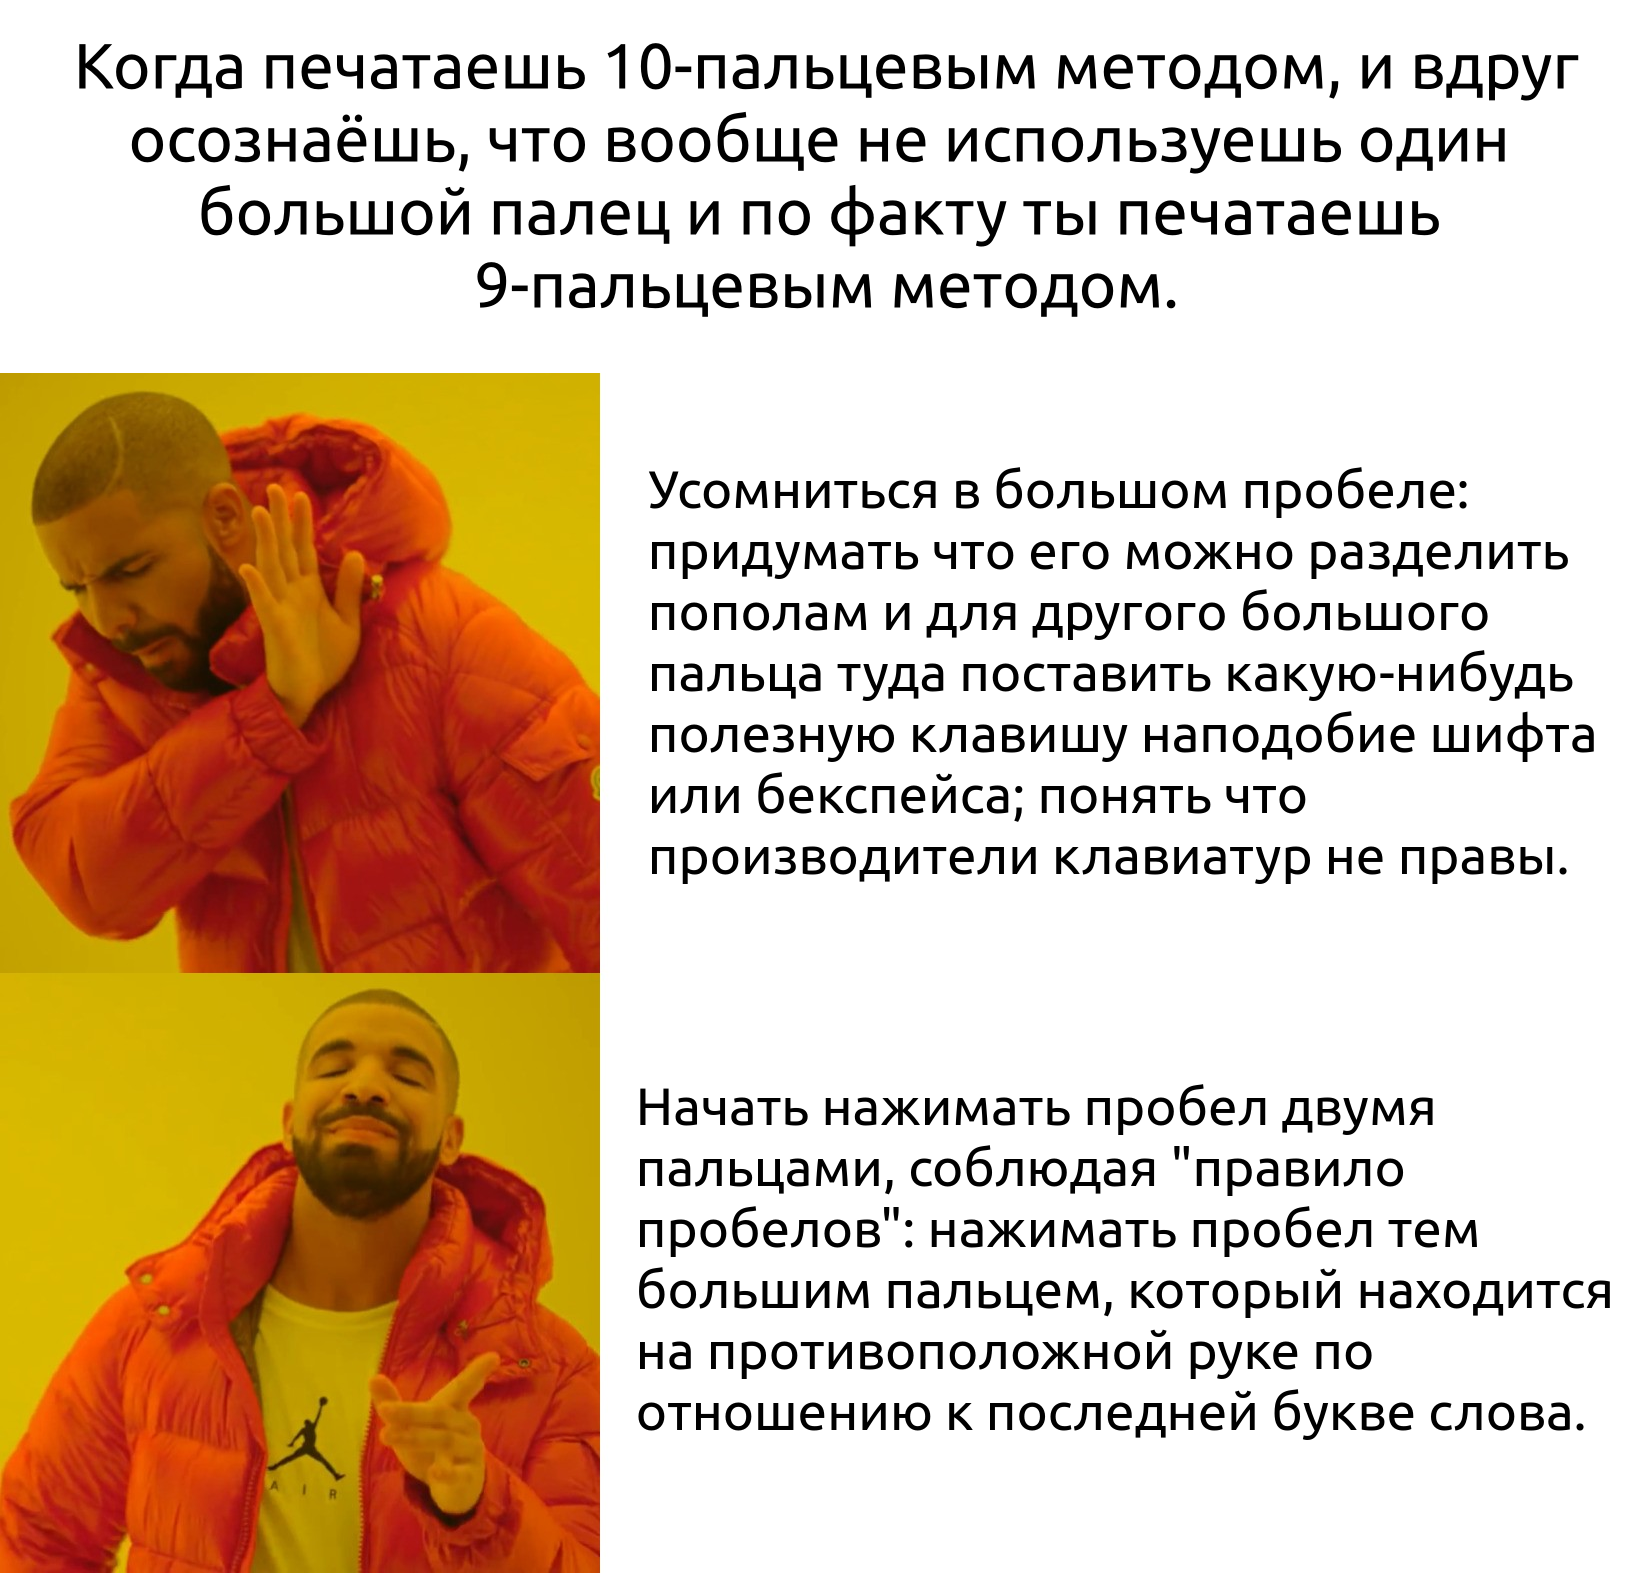 Когда печатаешь 10-пальцевым методом, и вдруг
осознаёшь, что вообще не используешь один
большой палец и по факту ты печатаешь
9-пальцевым методом.
Усомниться в большом пробеле:
придумать что его можно разделить
пополам и для другого большого
пальца туда поставить какую-нибудь
полезную клавишу наподобие шифта
или бекспейса; понять что
производители клавиатур не правы.
Начать нажимать пробел двумя
пальцами, соблюдая "правило
пробелов": нажимать пробел тем
большим пальцем, который находится
на противоположной руке по
отношению к последней букве слова.
A I R